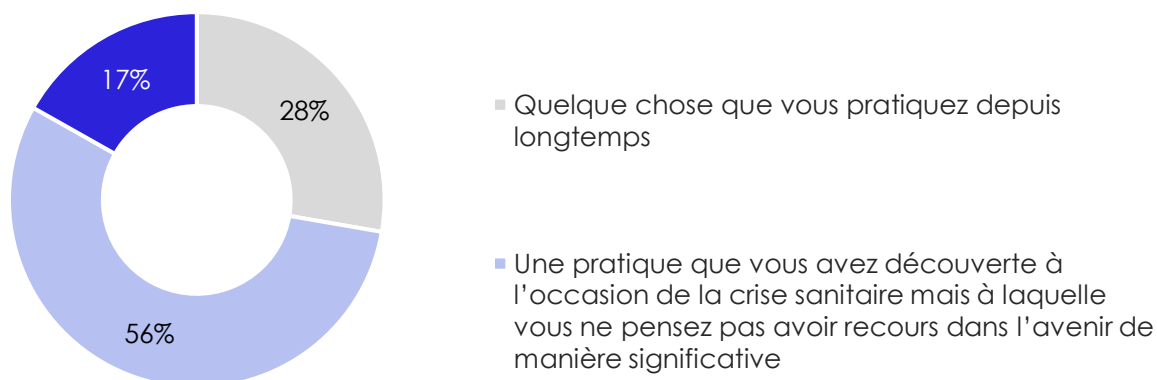 17%
28%
56%
Quelque chose que vous pratiquez depuis
longtemps
Une pratique que vous avez découverte à
l’occasion de la crise sanitaire mais à laquelle
vous ne pensez pas avoir recours dans l’avenir de
manière significative